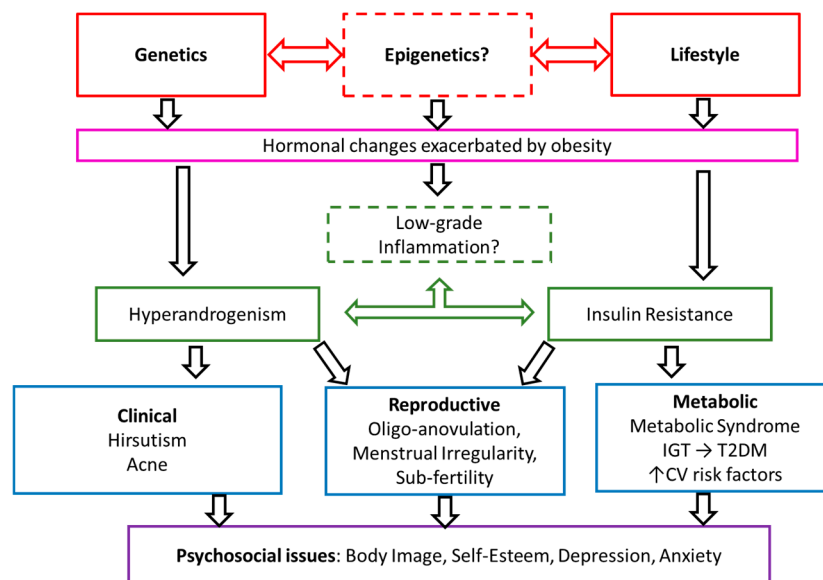 Genetics
Epigenetics?
Lifestyle
Hormonal changes exacerbated by obesity
Low-grade
Inflammation?
Hyperandrogenism
Insulin Resistance
Clinical
Hirsutism
Acne
Reproductive
Oligo-anovulation,
Menstrual Irregularity,
Sub-fertility
Metabolic
Metabolic Syndrome
IGT → T2DM
↑CV risk factors
Psychosocial issues: Body Image, Self-Esteem, Depression, Anxiety